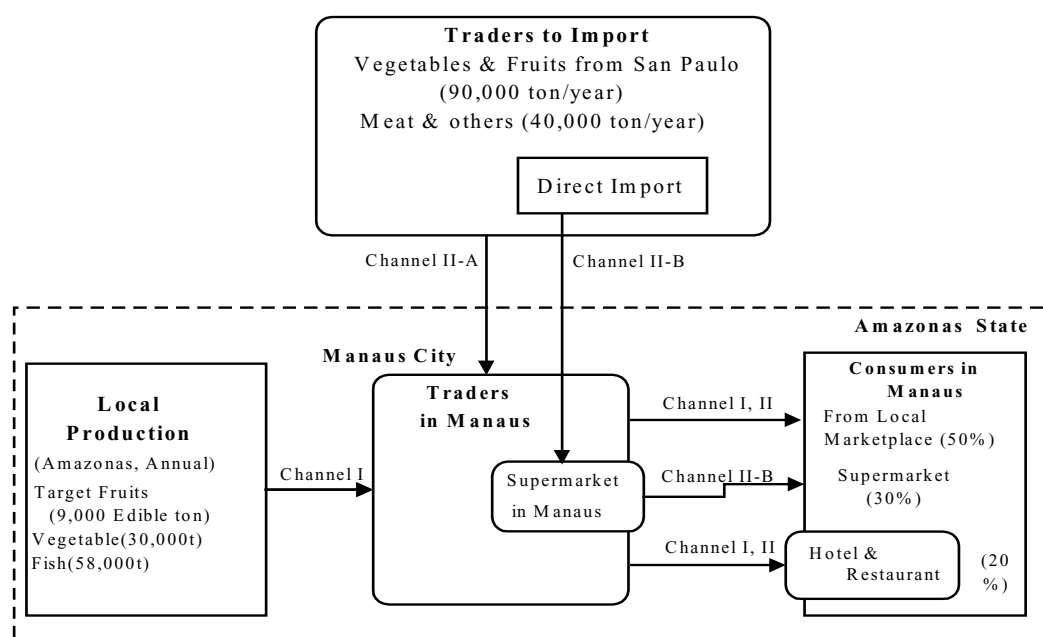 Traders to Import
Vegetables & Fruits from San Paulo
(90,000 ton/year)
Meat & others (40,000 ton/year)
Direct Import
Channel II-A
Channel II-B
Amazonas State
Manaus City
Local
Production
(Amazonas, Annual)
Target Fruits
(9,000 Edible ton)
Vegetable(30,000t)
Fish(58,000t)
Channel I
Traders
in Manaus
Supermarket
in Manaus
Channel I, II
Channel II-B
Channel I, II
Consumers in
Manaus
From Local
Marketplace (50%)
Supermarket
(30%)
Hotel &
Restaurant
(20
%)